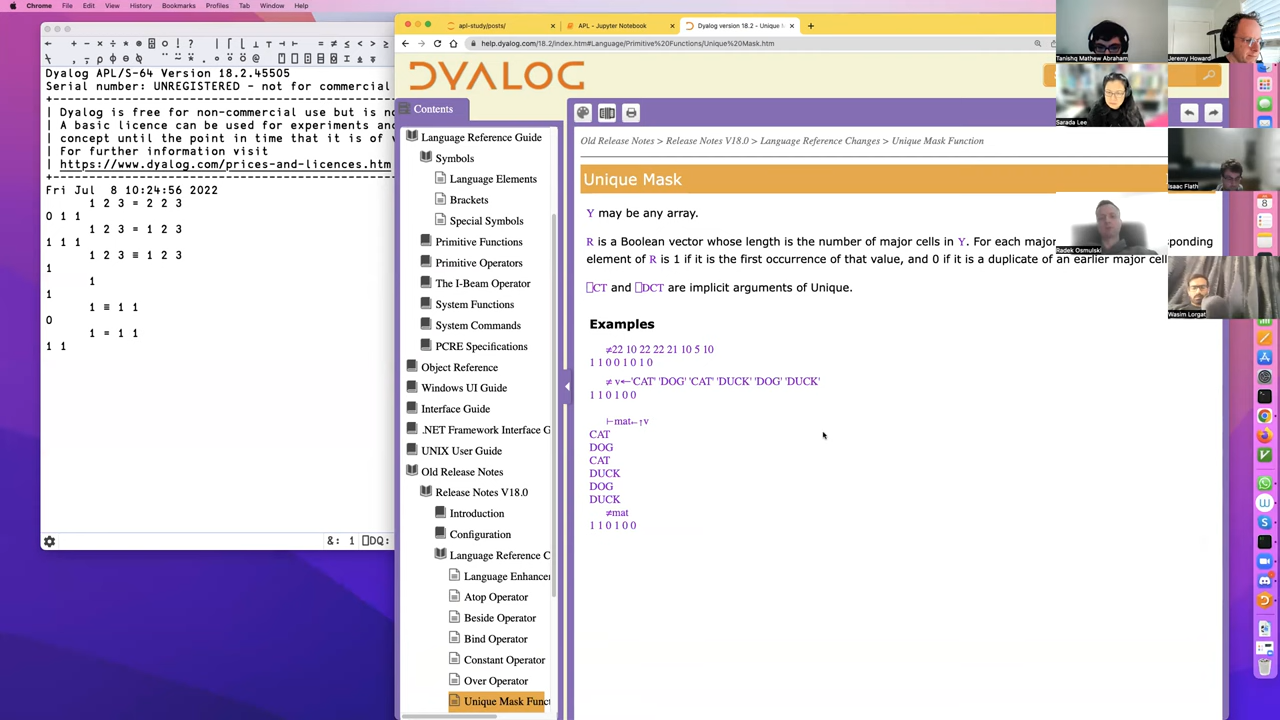 Chrome File Edit View History Bookmarks Profiles Tab Window Help
Dyalog APL/S-64 Version 18.2.45505
Serial number: UNREGISTERED - not for commercial
| Dyalog is free for non-commercial use but is no
| A basic licence can be used for experiments and
| concept until the point in time that it is of v
| For further information visit
| https://www.dyalog.com/prices-and-licences.htm
Fri Jul 8 10:24:56 2022
1 2 3 = 2 2 3
0 1 1
1 2 3 = 1 2 3
1 1 1
1 2 3 ≡ 1 2 3
1
1
1
1 ≡ 1 1
0
1 = 1 1
1 1
&: 1 ⎕DQ:
apl-study/posts/
APL - Jupyter Notebook
Dyalog version 18.2 - Unique
help.dyalog.com/18.2/index.htm#Language/Primitive%20Functions/Unique%20Mask.htm
DYALOG
Contents
Language Reference Guide
Symbols
Language Elements
Brackets
Special Symbols
Primitive Functions
Primitive Operators
The I-Beam Operator
System Functions
System Commands
PCRE Specifications
Object Reference
Windows UI Guide
Interface Guide
.NET Framework Interface G
UNIX User Guide
Old Release Notes
Release Notes V18.0
Introduction
Configuration
Language Reference C
Language Enhancer
Atop Operator
Beside Operator
Bind Operator
Constant Operator
Over Operator
Unique Mask Funct
Old Release Notes > Release Notes V18.0 > Language Reference Changes > Unique Mask Function
Unique Mask
Y may be any array.
R is a Boolean vector whose length is the number of major cells in Y. For each major sponding
element of R is 1 if it is the first occurrence of that value, and 0 if it is a duplicate of an earlier major cell
⎕CT and ⎕DCT are implicit arguments of Unique.
Examples
≠22 10 22 22 21 10 5 10
1 1 0 0 1 0 1 0
≠ v←'CAT' 'DOG' 'CAT' 'DUCK' 'DOG' 'DUCK'
1 1 0 1 0 0
⊢mat←↑v
CAT
DOG
CAT
DUCK
DOG
DUCK
≠mat
1 1 0 1 0 0
Tanishq Mathew Abraham
Jeremy Howard
Sarada Lee
Isaac Flath
Radek Osmulski
Wasim Lorgat
8